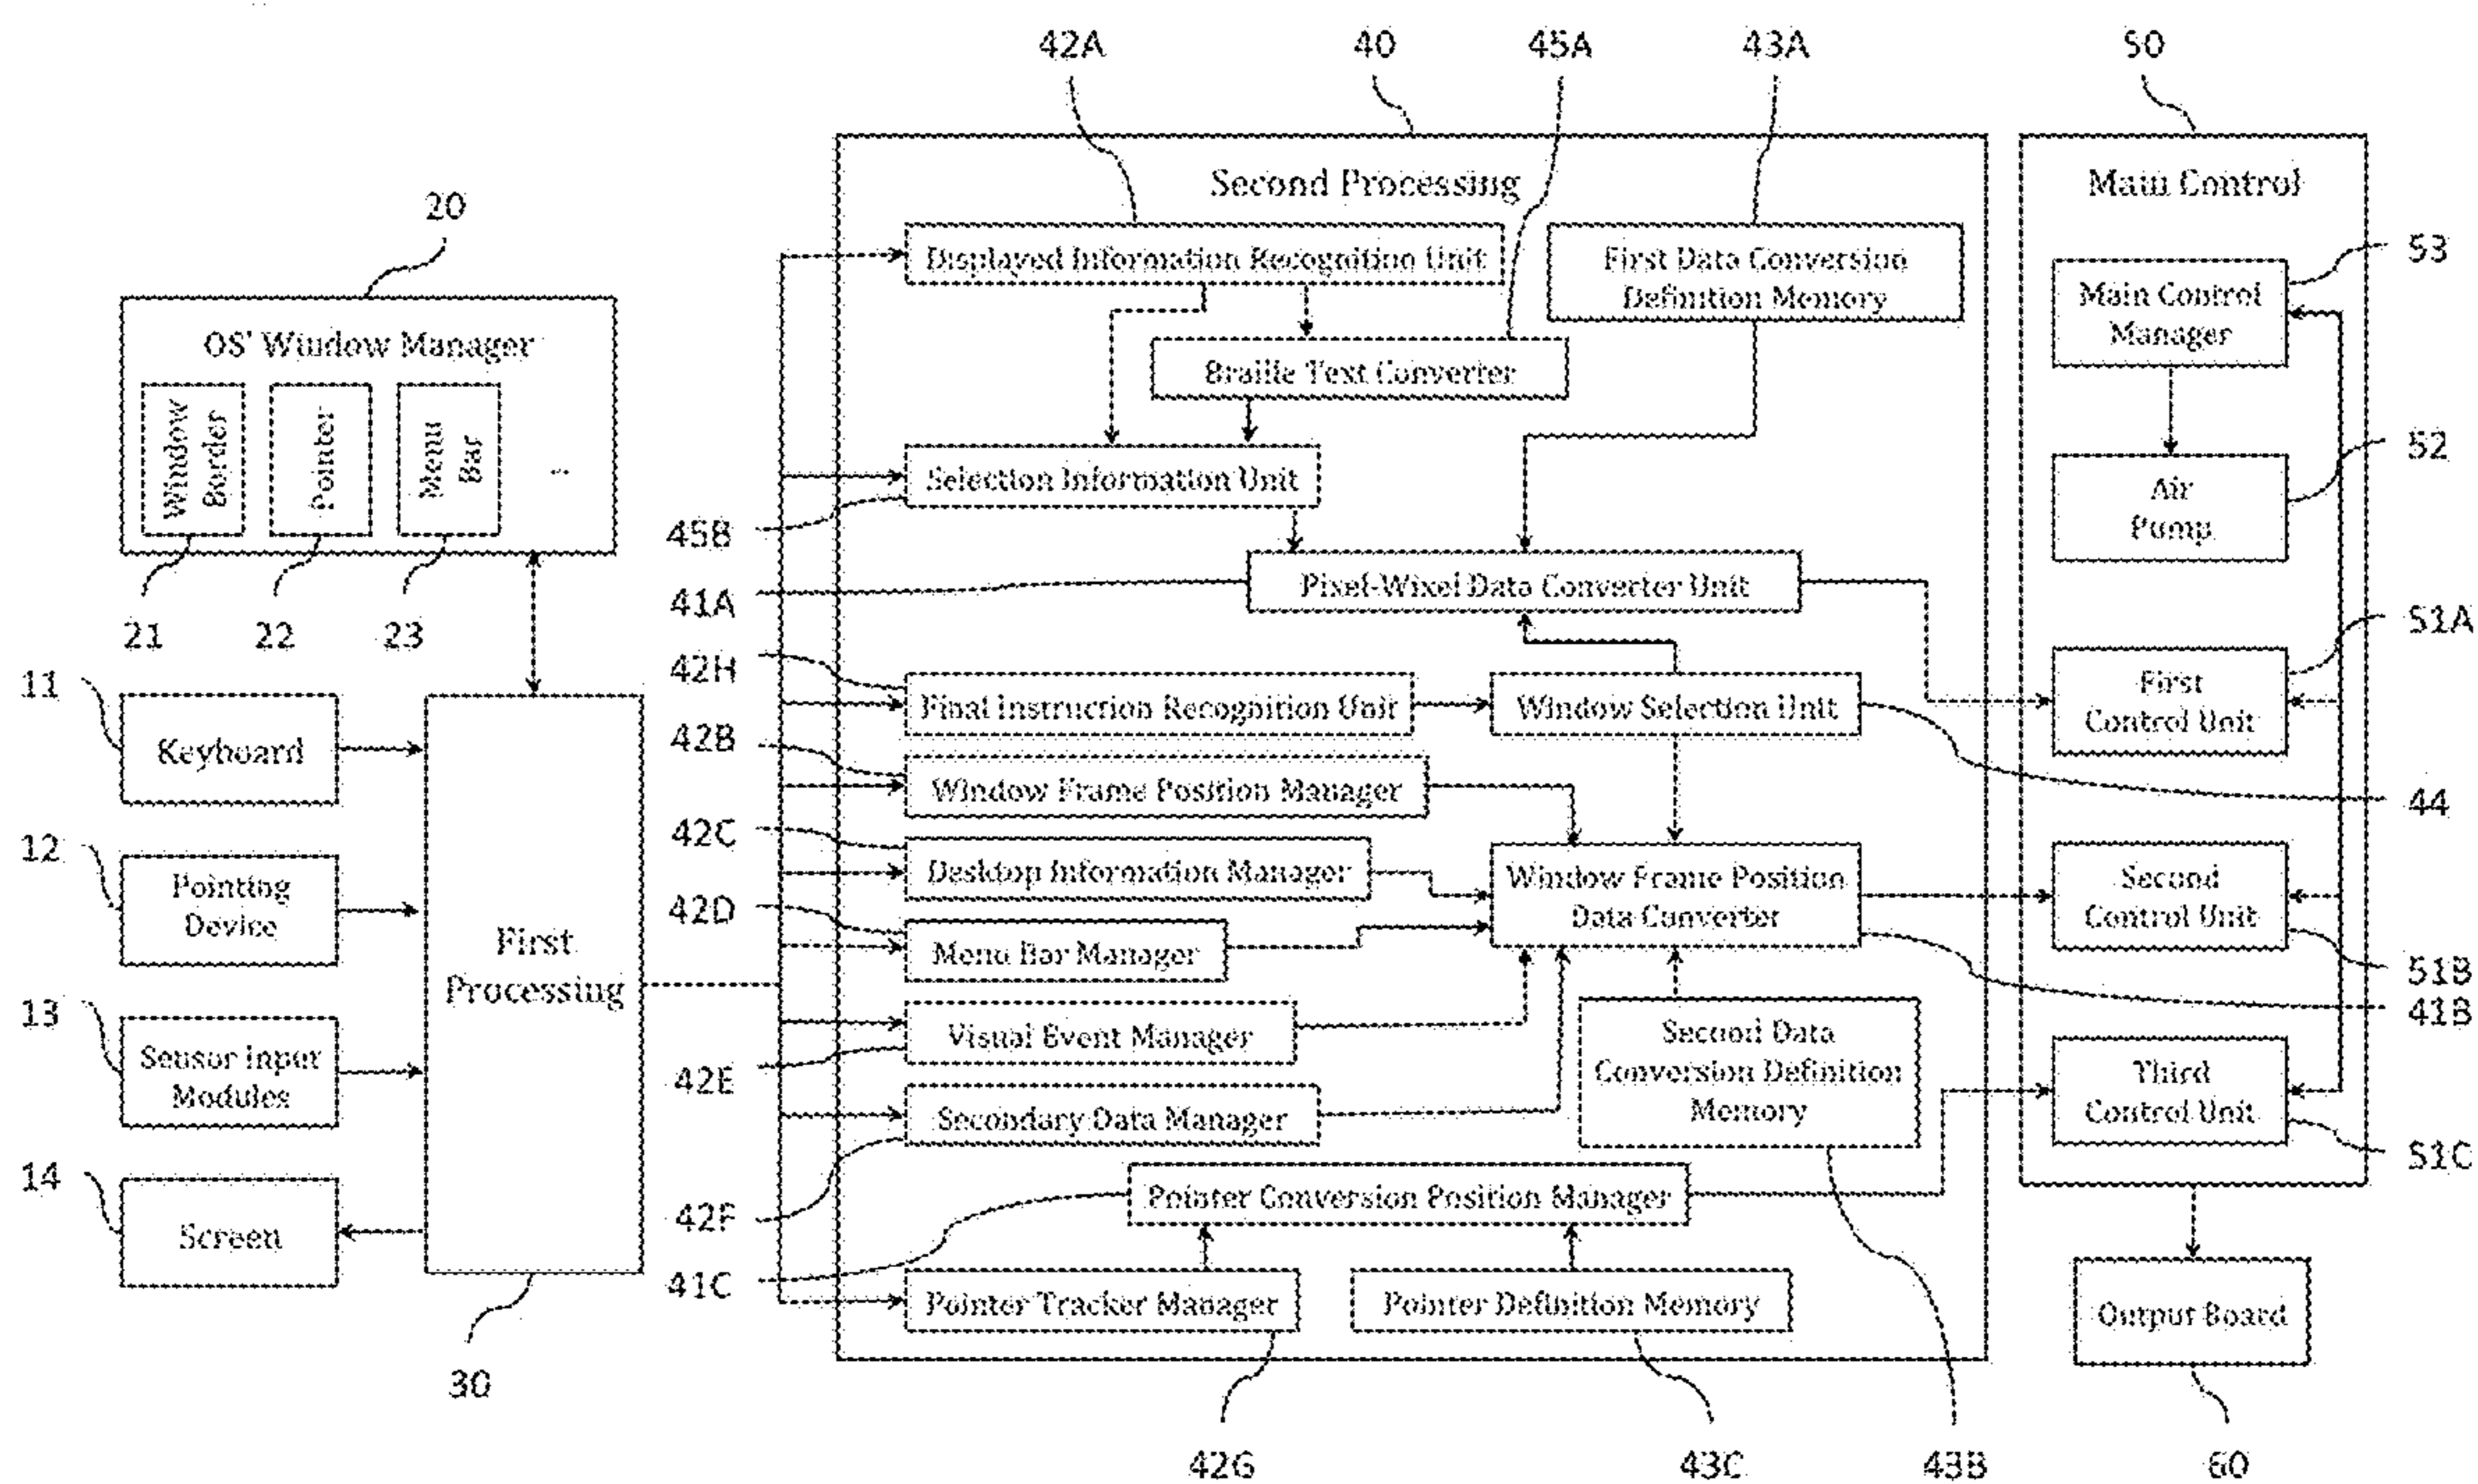 42A
40
45A
43A
50
Second Processing
Main Control
20
Displayed Information Recognition Unit
First Data Conversion
Definition Memory
53
Main Control
Manager
OS' Window Manager
Window
Border
Pointer
Menu
Bar
Braille Text Converter
52
Selection Information Unit
Air
Pump
45B
21
22
23
41A
Pixel-Wixel Data Converter Unit
51A
42H
11
Keyboard
Final Instruction Recognition Unit
Window Selection Unit
First
Control Unit
42B
Window Frame Position Manager
44
42C
12
Pointing
Device
Desktop Information Manager
Window Frame Position
Data Converter
Second
Control Unit
42D
First
Processing
Menu Bar Manager
51B
41B
13
Sensor Input
Modules
Visual Event Manager
Second Data
Conversion Definition
Memory
Third
Control Unit
42E
Secondary Data Manager
51C
14
Screen
42F
Pointer Conversion Position Manager
41C
Pointer Tracker Manager
Pointer Definition Memory
Output Board
30
42G
43C
43B
60